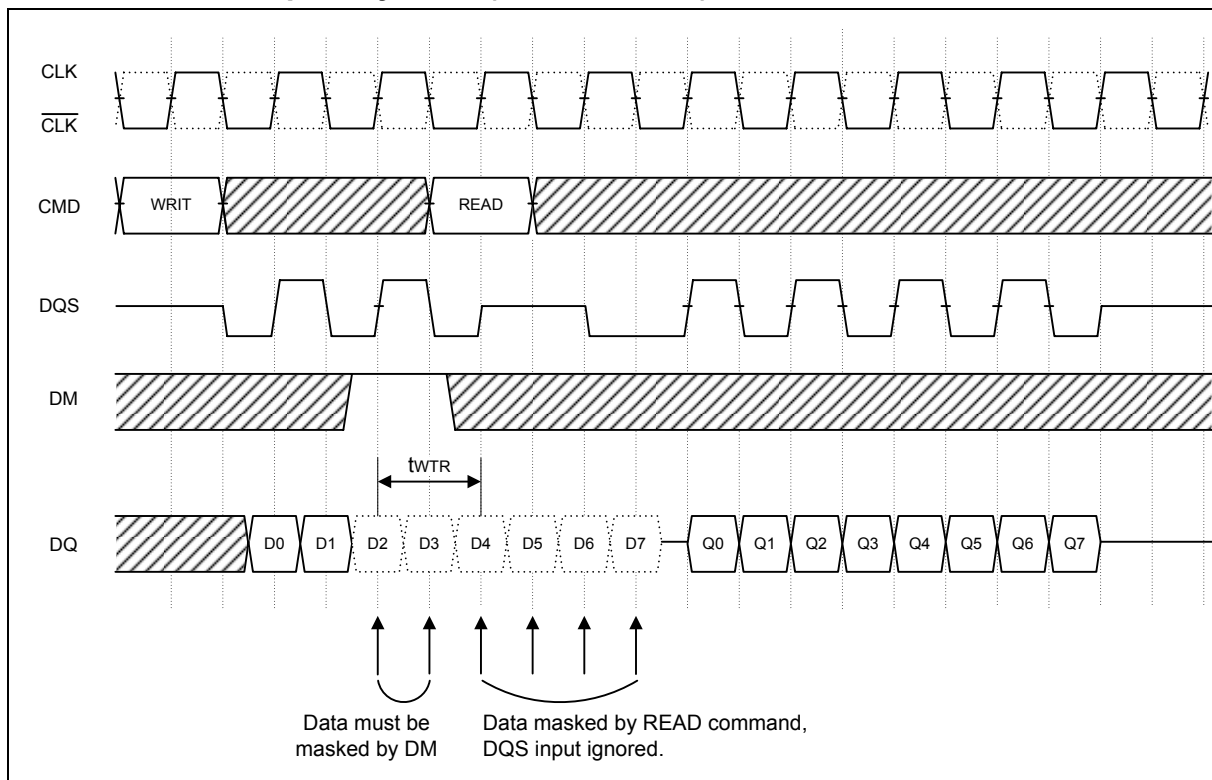 CLK
CLK
CMD
WRIT
READ
DQS
DM
tWTR
DQ
D0 D1 D2 D3 D4 D5 D6 D7 Q0 Q1 Q2 Q3 Q4 Q5 Q6 Q7
Data must be
masked by DM
Data masked by READ command,
DQS input ignored.